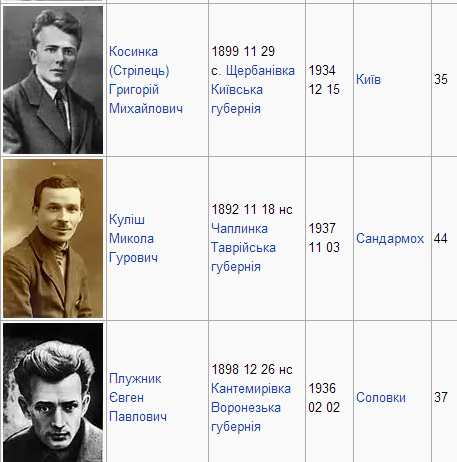 Косинка
(Стрілець)
Григорій
Михайлович
1899 11 29
с. Щербанівка
Київська
губернія
1934
12 15
Київ
35
Куліш
Микола
Гурович
1892 11 18 нс
Чаплинка
Таврійська
губернія
1937
11 03
Сандармох
44
Плужник
Євген
Павлович
1898 12 26 нс
Кантемирівка
Воронезька
губернія
1936
02 02
Соловки
37